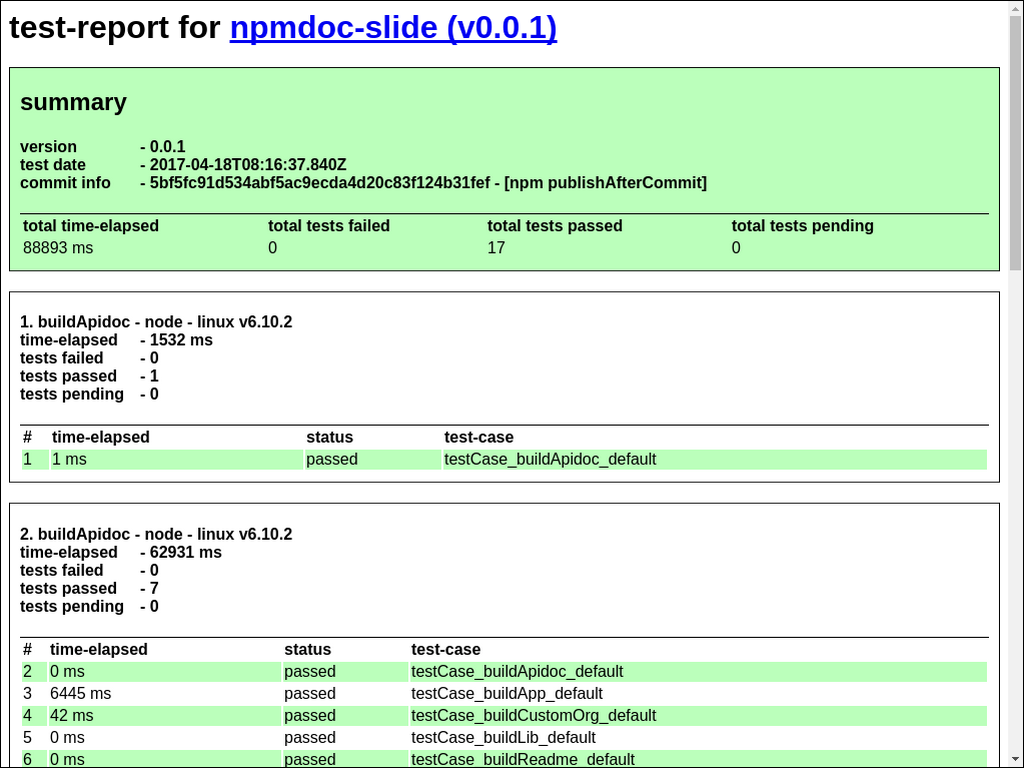 test-report for npmdoc-slide (v0.0.1)
summary
version - 0.0.1
test date - 2017-04-18T08:16:37.840Z
commit info - 5bf5fc91d534abf5ac9ecda4d20c83f124b31fef - [npm publishAfterCommit]
total time-elapsed total tests failed total tests passed total tests pending
88893 ms 0 17 0
1. buildApidoc - node - linux v6.10.2
time-elapsed - 1532 ms
tests failed - 0
tests passed - 1
tests pending - 0
# time-elapsed status test-case
1 1 ms passed testCase_buildApidoc_default
2. buildApidoc - node - linux v6.10.2
time-elapsed - 62931 ms
tests failed - 0
tests passed - 7
tests pending - 0
# time-elapsed status test-case
2 0 ms passed testCase_buildApidoc_default
3 6445 ms passed testCase_buildApp_default
4 42 ms passed testCase_buildCustomOrg_default
5 0 ms passed testCase_buildLib_default
6 0 ms passed testCase_buildReadme_default